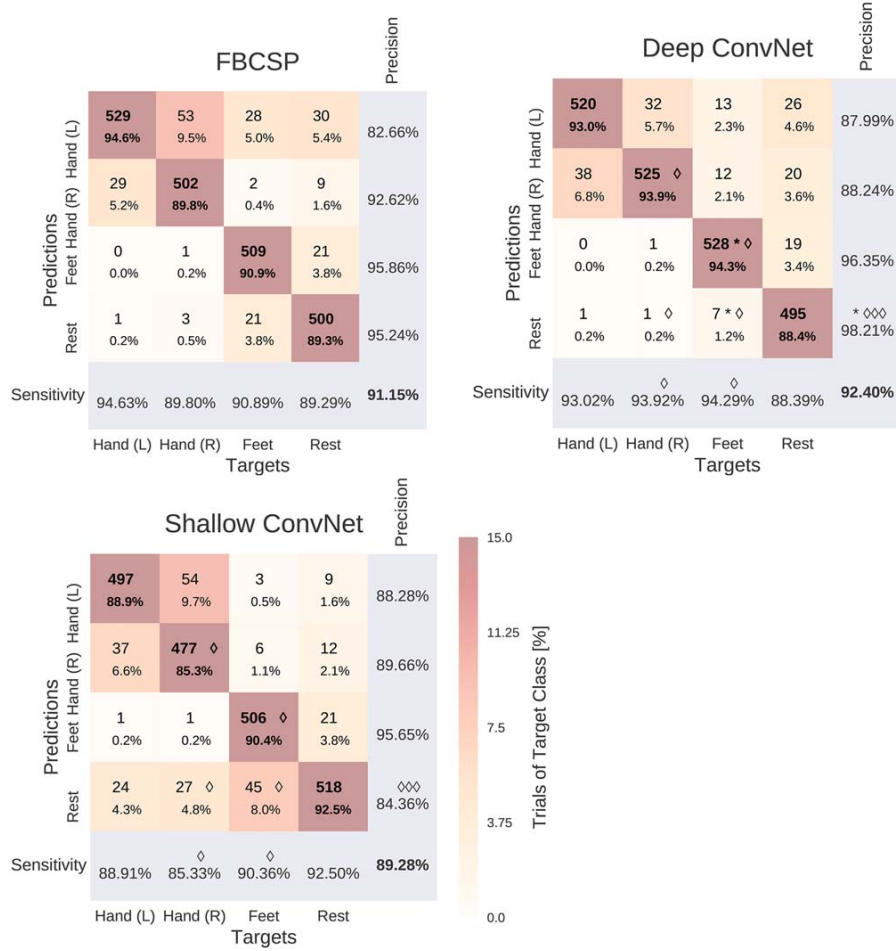 FBCSP
Precision
529 53 28 30
94.6% 9.5% 5.0% 5.4%
82.66%
Hand (L)
29 502 2 9
5.2% 89.8% 0.4% 1.6%
92.62%
Hand (R)
0 1 509 21
0.0% 0.2% 90.9% 3.8%
95.86%
Feet
1 3 21 500
0.2% 0.5% 3.8% 89.3%
95.24%
Rest
Predictions
Sensitivity
94.63% 89.80% 90.89% 89.29% 91.15%
Hand (L) Hand (R) Feet Rest
Targets
Deep ConvNet
Precision
520 32 13 26
93.0% 5.7% 2.3% 4.6%
87.99%
Hand (L)
38 525 ◊ 12 20
6.8% 93.9% 2.1% 3.6%
88.24%
Hand (R)
0 1 528 * ◊ 19
0.0% 0.2% 94.3% 3.4%
96.35%
Feet
1 1 ◊ 7 * ◊ 495
0.2% 0.2% 1.2% 88.4%
* ◊◊◊
98.21%
Rest
Predictions
Sensitivity
◊ ◊
93.02% 93.92% 94.29% 88.39% 92.40%
Hand (L) Hand (R) Feet Rest
Targets
Shallow ConvNet
Precision
497 54 3 9
88.9% 9.7% 0.5% 1.6%
88.28%
Hand (L)
37 477 ◊ 6 12
6.6% 85.3% 1.1% 2.1%
89.66%
Hand (R)
1 1 506 ◊ 21
0.2% 0.2% 90.4% 3.8%
95.65%
Feet
24 27 ◊ 45 ◊ 518
4.3% 4.8% 8.0% 92.5%
◊◊◊
84.36%
Rest
Predictions
Sensitivity
◊ ◊
88.91% 85.33% 90.36% 92.50% 89.28%
Hand (L) Hand (R) Feet Rest
Targets
15.0
11.25
7.5
3.75
0.0
Trials of Target Class [%]